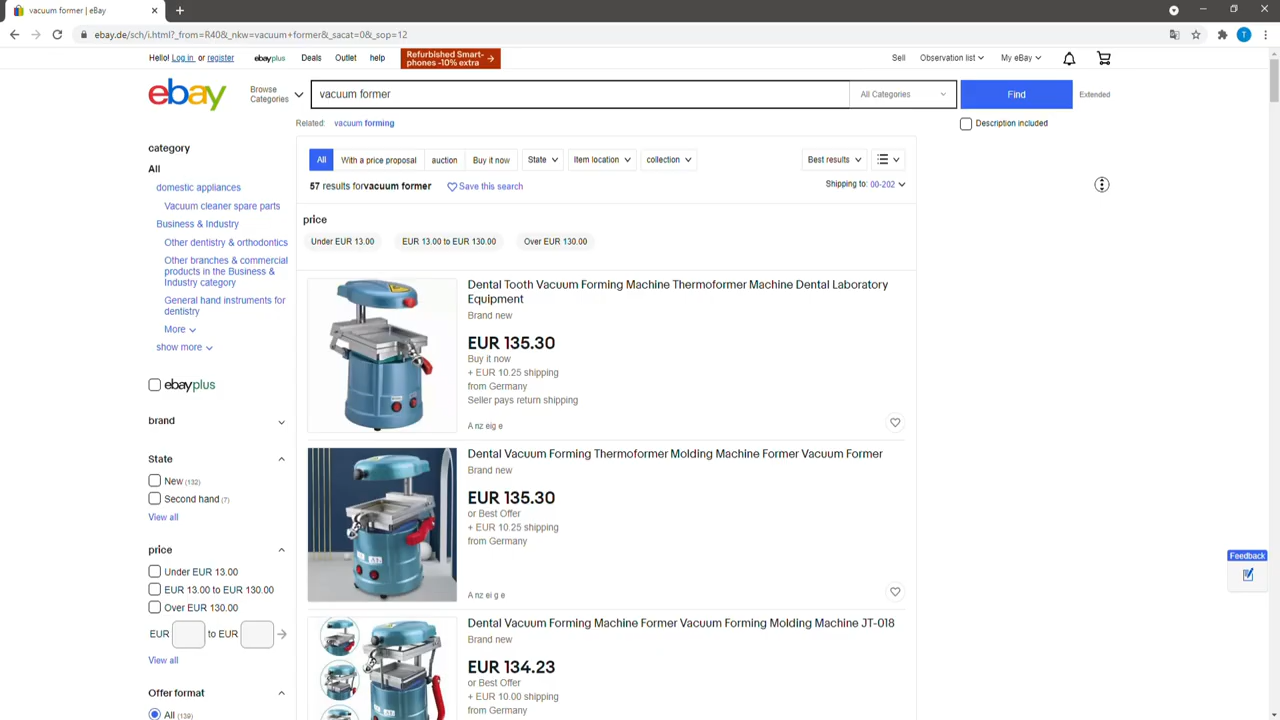 vacuum former | eBay
ebay.de/sch/i.html?_from=R40&_nkw=vacuum+former&_sacat=0&_sop=12
T
Hello! Log in or register
ebayplus
Deals
Outlet
help
Refurbished Smart-
phones -10% extra
Sell
Observation list
My eBay
ebay
Browse
Categories
vacuum former
All Categories
Find
Extended
Related:
vacuum forming
Description included
category
All
domestic appliances
Vacuum cleaner spare parts
Business & Industry
Other dentistry & orthodontics
Other branches & commercial
products in the Business &
Industry category
General hand instruments for
dentistry
More
show more
ebayplus
brand
State
New (132)
Second hand (7)
View all
price
Under EUR 13.00
EUR 13.00 to EUR 130.00
Over EUR 130.00
EUR
to EUR
View all
Offer format
All (139)
All
With a price proposal
auction
Buy it now
State
Item location
collection
Best results
57 results forvacuum former
Save this search
Shipping to: 00-202
price
Under EUR 13.00
EUR 13.00 to EUR 130.00
Over EUR 130.00
Dental Tooth Vacuum Forming Machine Thermoformer Machine Dental Laboratory
Equipment
Brand new
EUR 135.30
Buy it now
+ EUR 10.25 shipping
from Germany
Seller pays return shipping
A nz eig e
Dental Vacuum Forming Thermoformer Molding Machine Former Vacuum Former
Brand new
EUR 135.30
or Best Offer
+ EUR 10.25 shipping
from Germany
A nz ei g e
Dental Vacuum Forming Machine Former Vacuum Forming Molding Machine JT-018
Brand new
EUR 134.23
or Best Offer
+ EUR 10.00 shipping
from Germany
Feedback